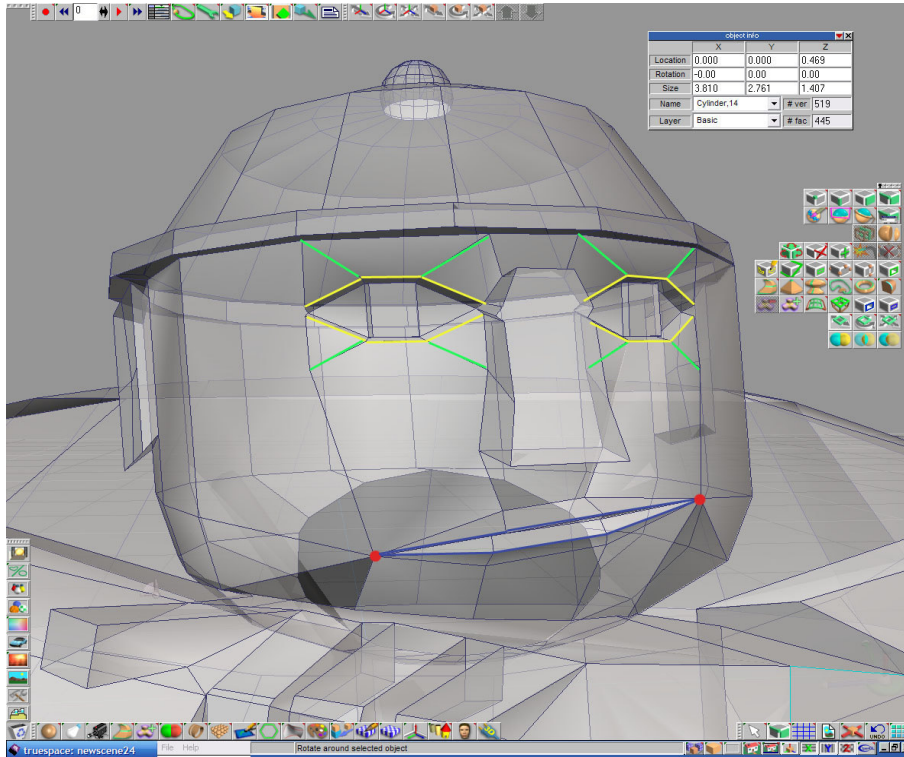 0
object info
X Y Z
Location 0.000 0.000 0.469
Rotation -0.00 0.00 0.00
Size 3.810 2.761 1.407
Name Cylinder,14 # ver 519
Layer Basic # fac 445
UNDO
truespace: newscene24 File Help Rotate around selected object